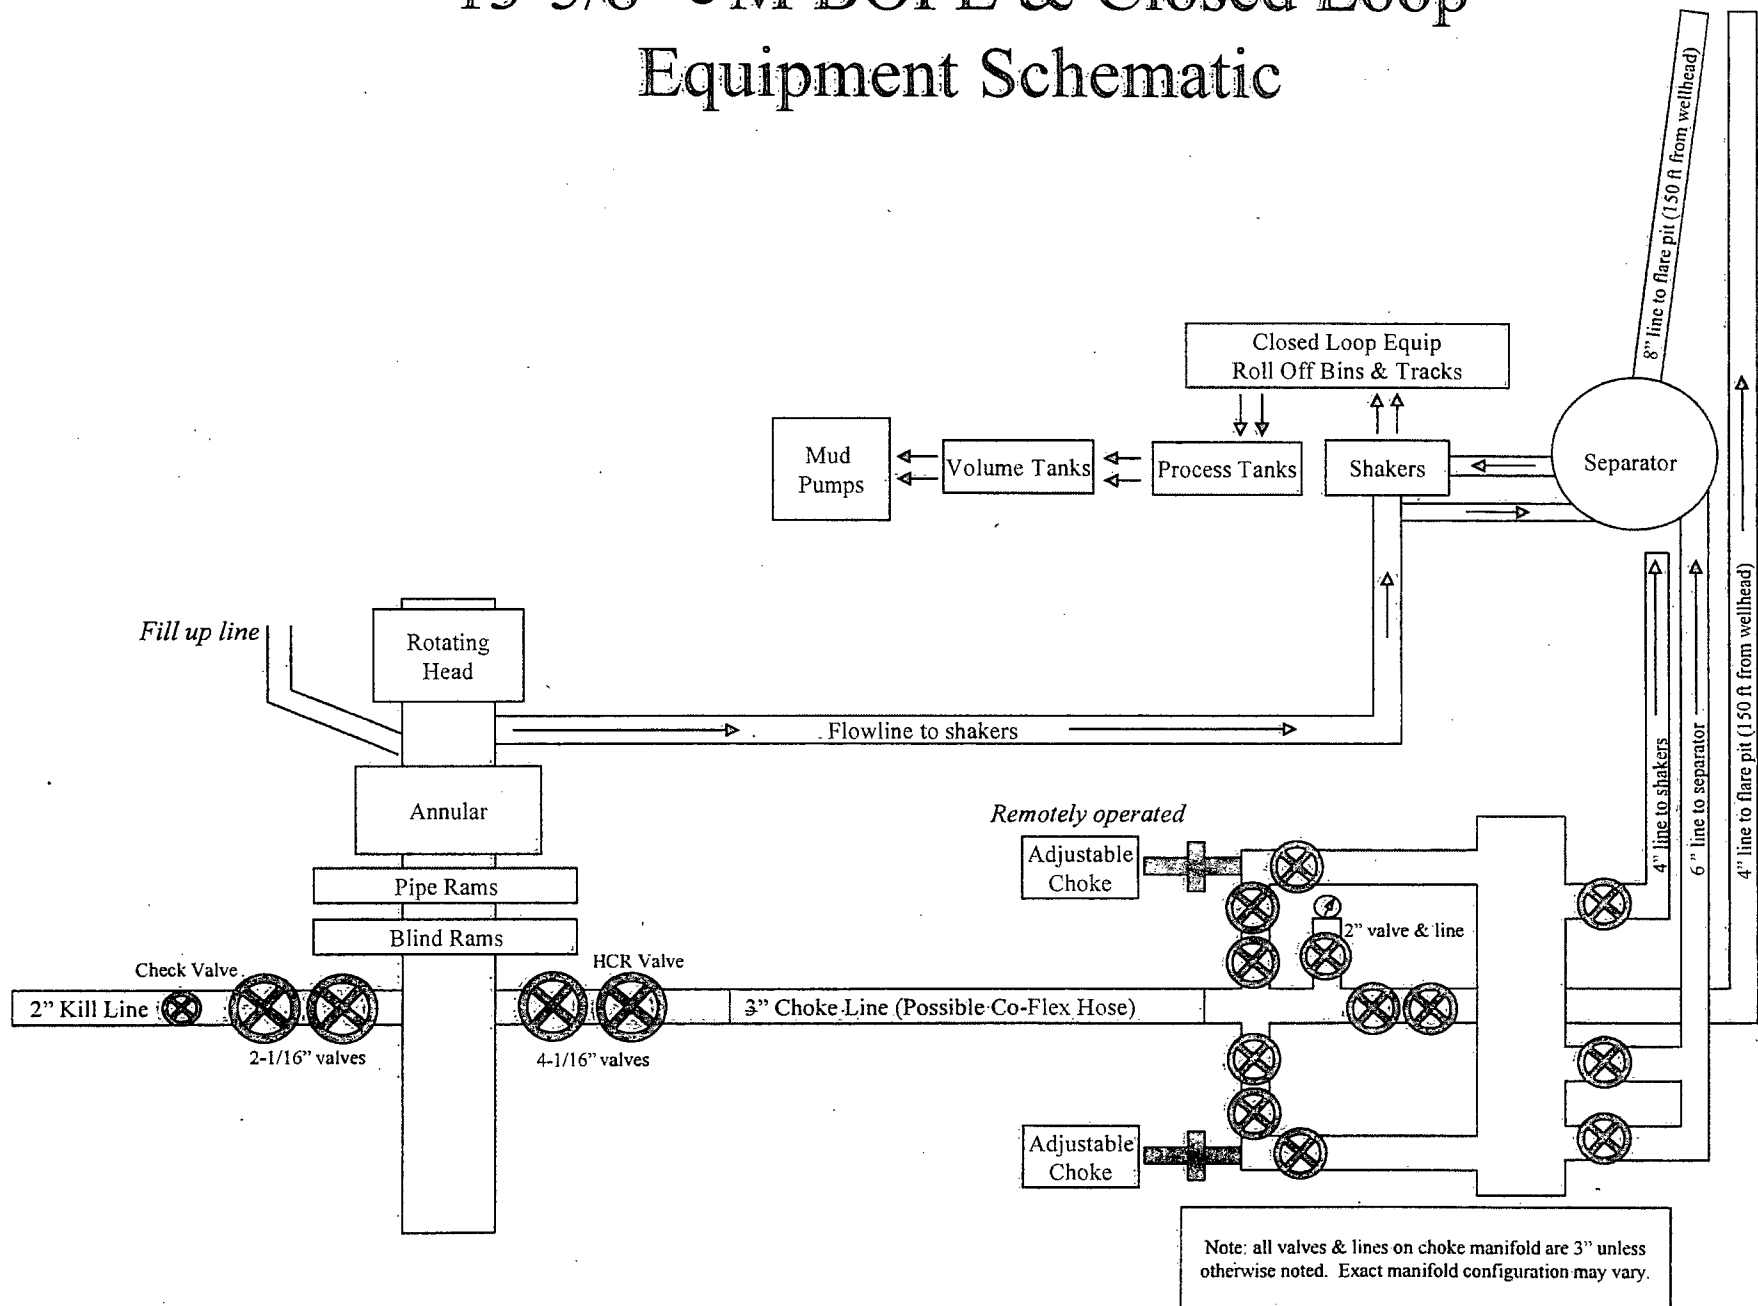 BOPE & Closed Loop
Equipment Schematic
8” line to flare pit (150 ft from wellhead)
4” line to flare pit (150 ft from wellhead)
Closed Loop Equip
Roll Off Bins & Tracks
Mud
Pumps
Volume Tanks
Process Tanks
Shakers
Separator
Fill up line
Rotating
Head
Flowline to shakers
4” line to shakers
6” line to separator
Annular
Remotely operated
Adjustable
Choke
Pipe Rams
Blind Rams
2” valve & line
Check Valve
HCR Valve
2” Kill Line
3” Choke Line (Possible Co-Flex Hose)
2-1/16” valves
4-1/16” valves
Adjustable
Choke
Note: all valves & lines on choke manifold are 3” unless
otherwise noted. Exact manifold configuration may vary.